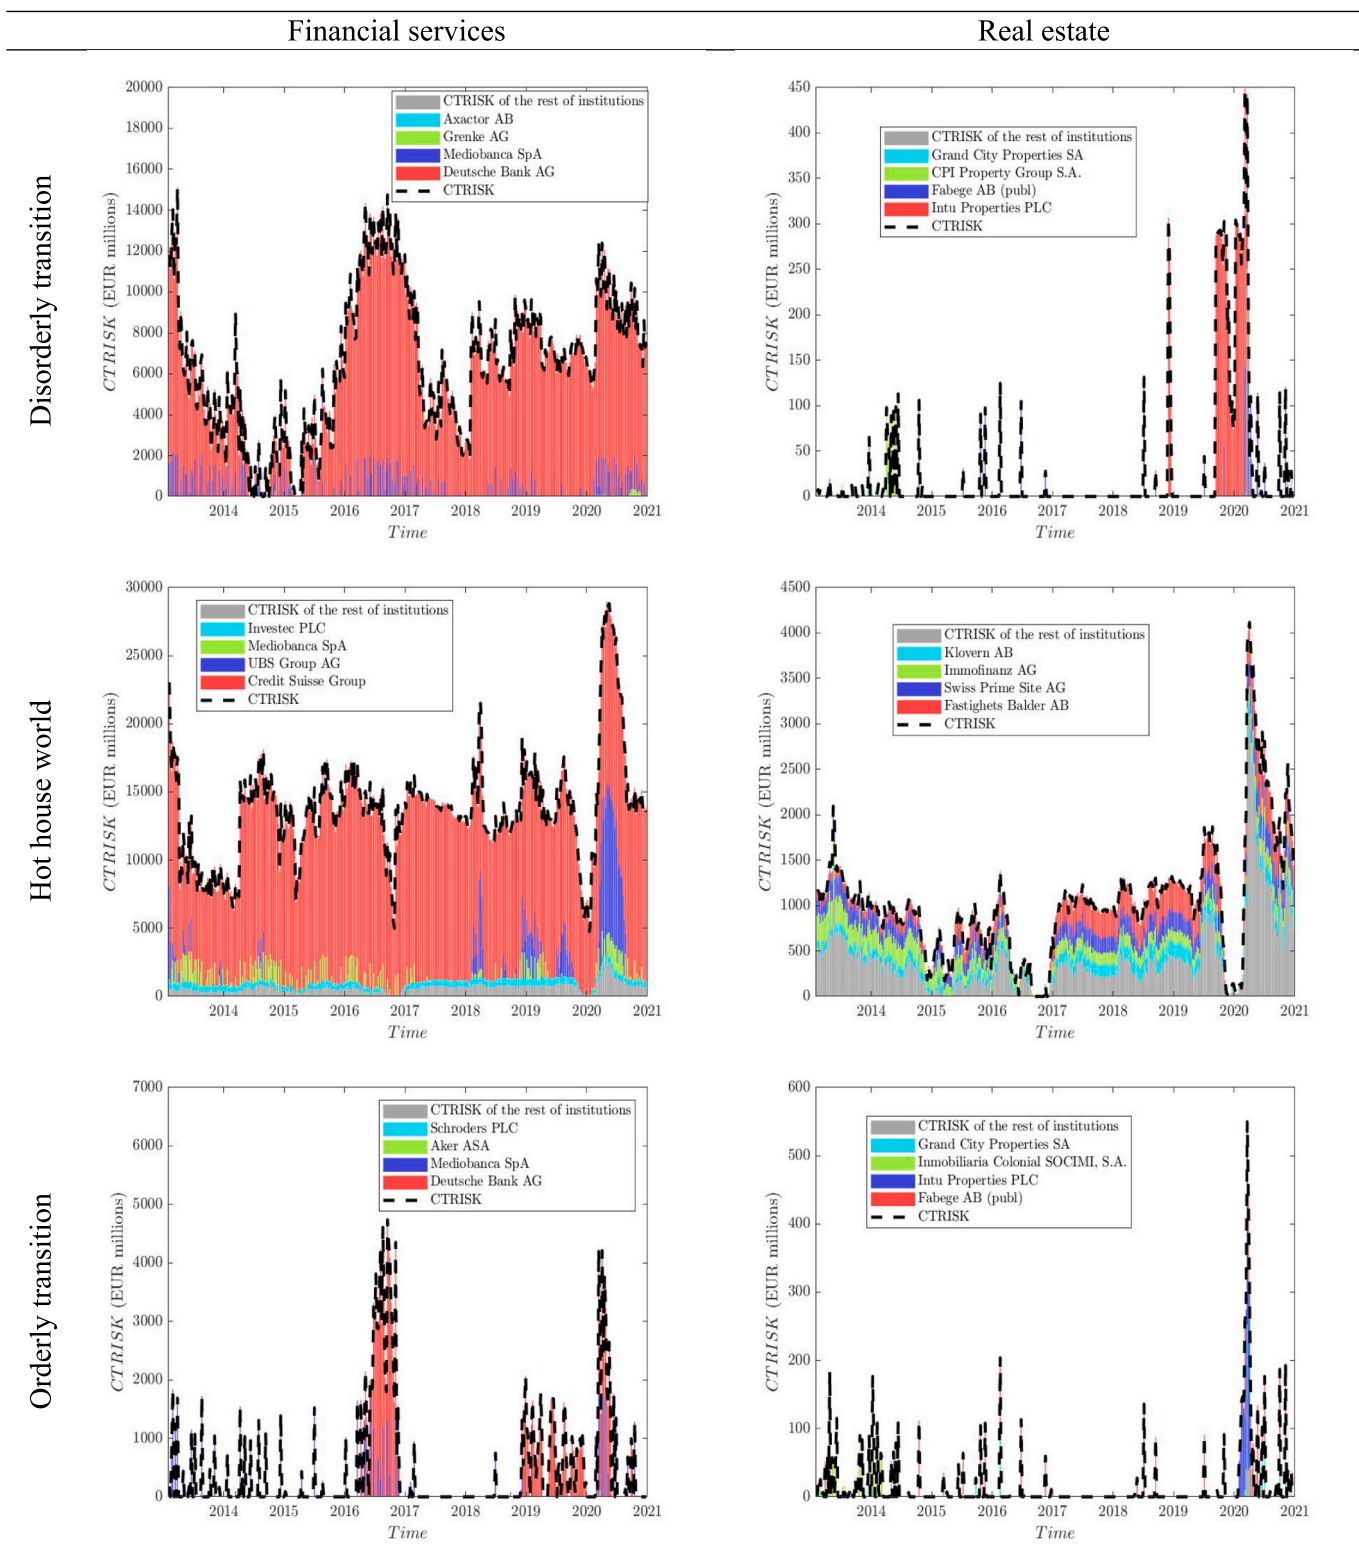 Financial services
Real estate
Disorderly transition
20000
18000
16000
14000
12000
10000
8000
6000
4000
2000
0
CTRISK (EUR millions)
CTRISK of the rest of institutions
Axactor AB
Grenke AG
Mediobanca SpA
Deutsche Bank AG
CTRISK
2014 2015 2016 2017 2018 2019 2020 2021
Time
450
400
350
300
250
200
150
100
50
0
CTRISK (EUR millions)
CTRISK of the rest of institutions
Grand City Properties SA
CPI Property Group S.A.
Fabege AB (publ)
Intu Properties PLC
CTRISK
2014 2015 2016 2017 2018 2019 2020 2021
Time
Hot house world
30000
25000
20000
15000
10000
5000
0
CTRISK (EUR millions)
CTRISK of the rest of institutions
Investec PLC
Mediobanca SpA
UBS Group AG
Credit Suisse Group
CTRISK
2014 2015 2016 2017 2018 2019 2020 2021
Time
4500
4000
3500
3000
2500
2000
1500
1000
500
0
CTRISK (EUR millions)
CTRISK of the rest of institutions
Klovern AB
Immofinanz AG
Swiss Prime Site AG
Fastighets Balder AB
CTRISK
2014 2015 2016 2017 2018 2019 2020 2021
Time
Orderly transition
7000
6000
5000
4000
3000
2000
1000
0
CTRISK (EUR millions)
CTRISK of the rest of institutions
Schroders PLC
Aker ASA
Mediobanca SpA
Deutsche Bank AG
CTRISK
2014 2015 2016 2017 2018 2019 2020 2021
Time
600
500
400
300
200
100
0
CTRISK (EUR millions)
CTRISK of the rest of institutions
Grand City Properties SA
Inmobiliaria Colonial SOCIMI, S.A.
Intu Properties PLC
Fabege AB (publ)
CTRISK
2014 2015 2016 2017 2018 2019 2020 2021
Time